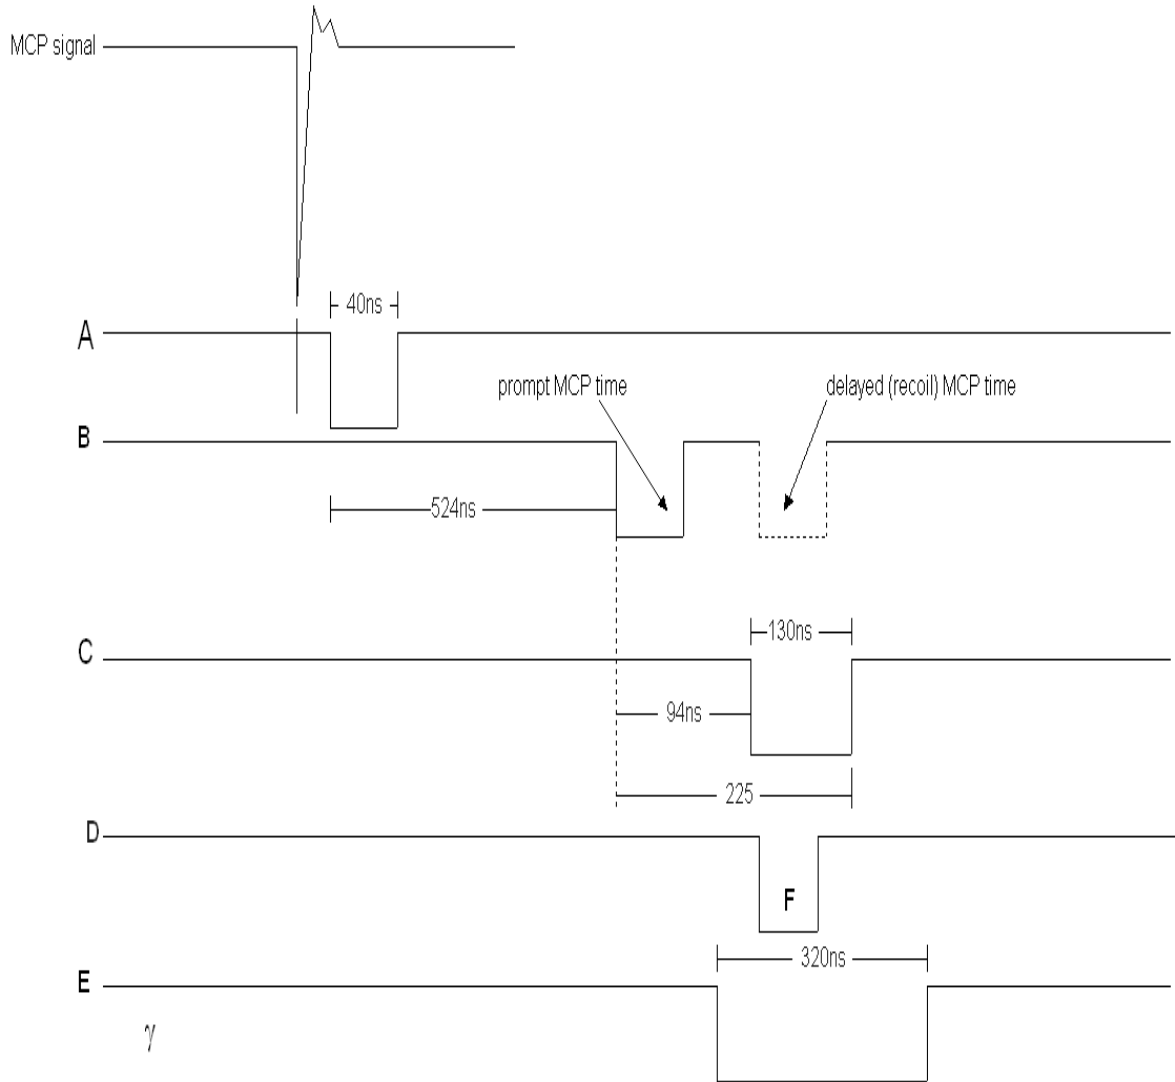 MCP signal
40ns
A
prompt MCP time
delayed (recoil) MCP time
B
524ns
130ns
C
94ns
225
D
F
320ns
E
γ